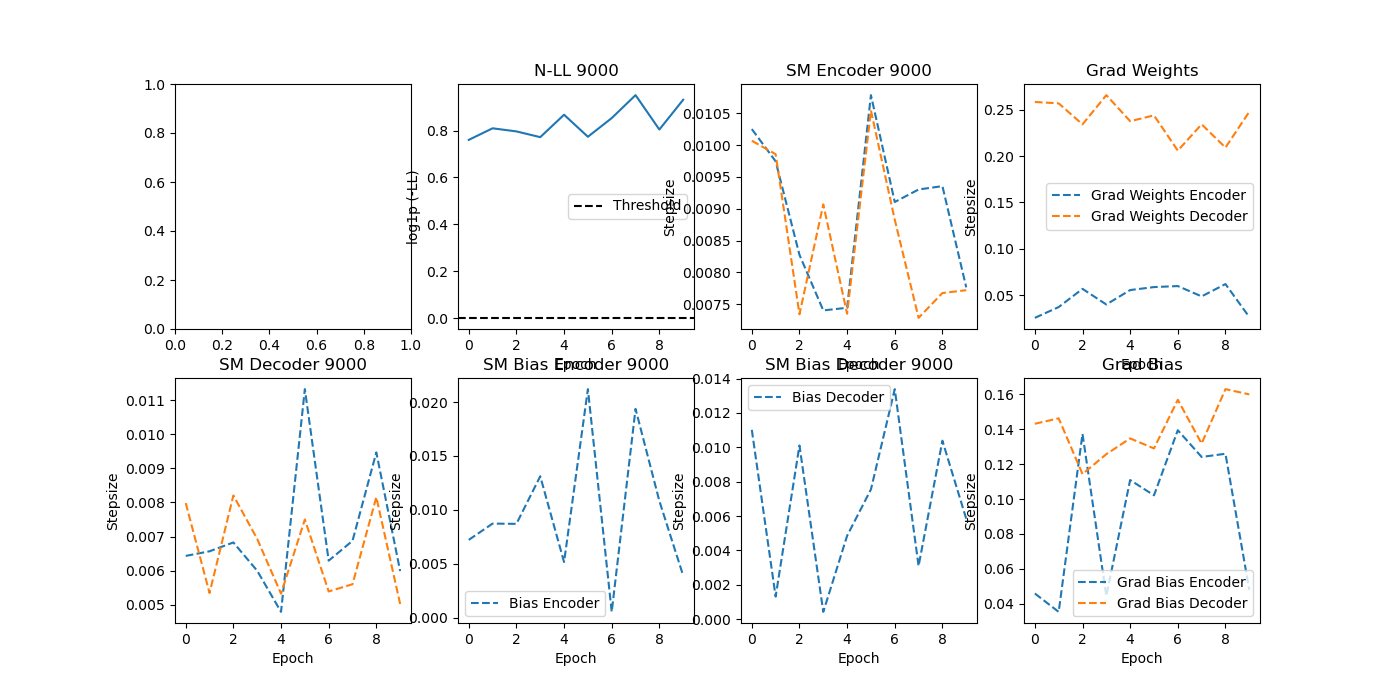 N-LL 9000
SM Encoder 9000
Grad Weights
1.0
0.8
0.6
0.4
0.2
0.0
0.0 0.2 0.4 0.6 0.8 1.0
log1p (-LL)
0.8
0.6
0.4
0.2
0.0
Threshold
0 2 4 6 8
Epoch
Stepsize
0.0105
0.0100
0.0095
0.0090
0.0085
0.0080
0.0075
0 2 4 6 8
Epoch
Stepsize
0.25
0.20
0.10
0.05
Grad Weights Encoder
Grad Weights Decoder
0 2 4 6 8
Epoch
SM Decoder 9000
SM Bias Encoder 9000
SM Bias Decoder 9000
Grad Bias
Stepsize
0.011
0.010
0.009
0.008
0.007
0.006
0.005
0 2 4 6 8
Epoch
Stepsize
0.020
0.015
0.010
0.005
0.000
Bias Encoder
0 2 4 6 8
Epoch
Stepsize
0.014
0.012
0.010
0.008
0.006
0.004
0.002
0.000
Bias Decoder
0 2 4 6 8
Epoch
Stepsize
0.16
0.14
0.12
0.10
0.08
0.06
0.04
Grad Bias Encoder
Grad Bias Decoder
0 2 4 6 8
Epoch